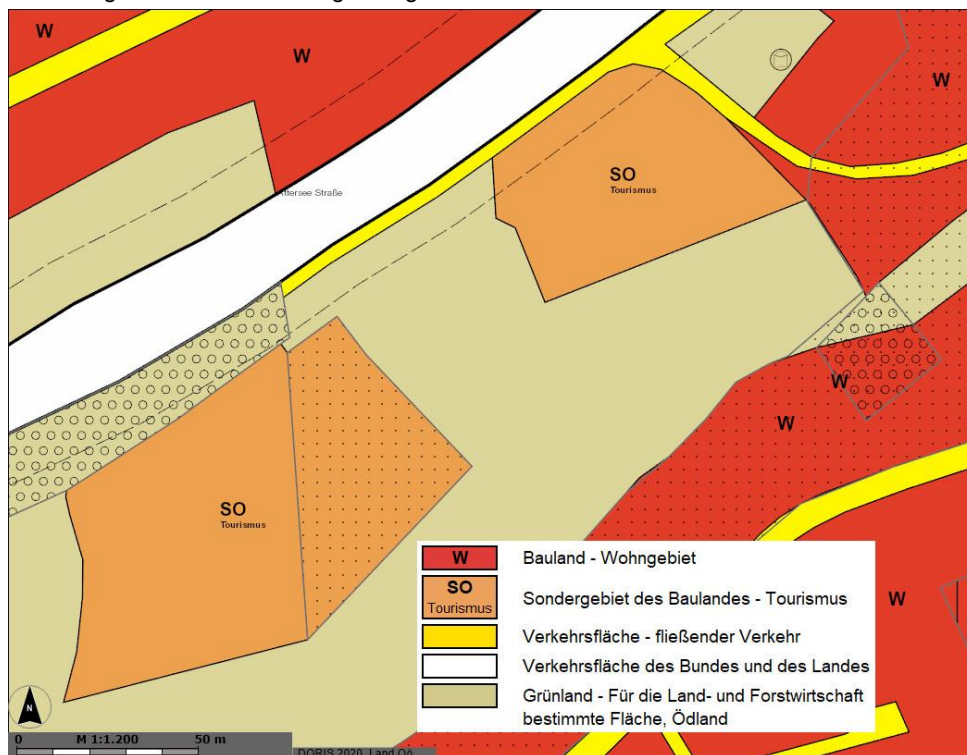 W
W
W
SO
Tourismus
ttersee Straße
W
W
SO
Tourismus
W
W Bauland - Wohngebiet
SO
Tourismus Sondergebiet des Baulandes - Tourismus
Verkehrsfläche - fließender Verkehr
Verkehrsfläche des Bundes und des Landes
Grünland - Für die Land- und Forstwirtschaft
bestimmte Fläche, Ödland
N
0 M 1:1.200 50 m
DORIS 2020, Land Oö